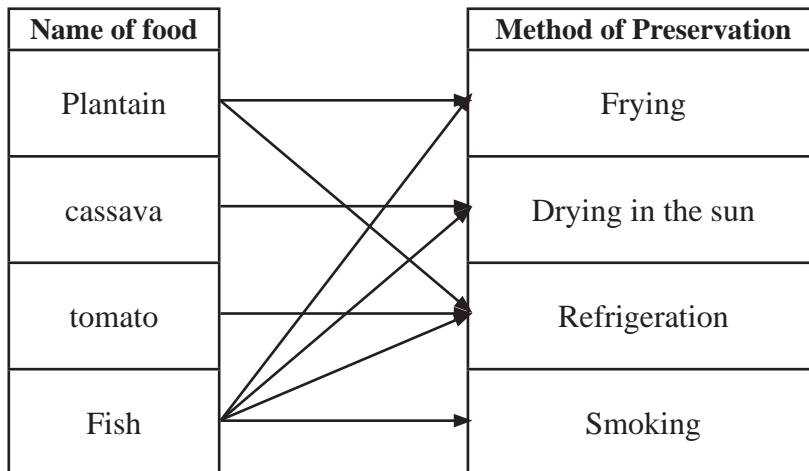 Name of food
Method of Preservation
Plantain
Frying
cassava
Drying in the sun
tomato
Refrigeration
Fish
Smoking